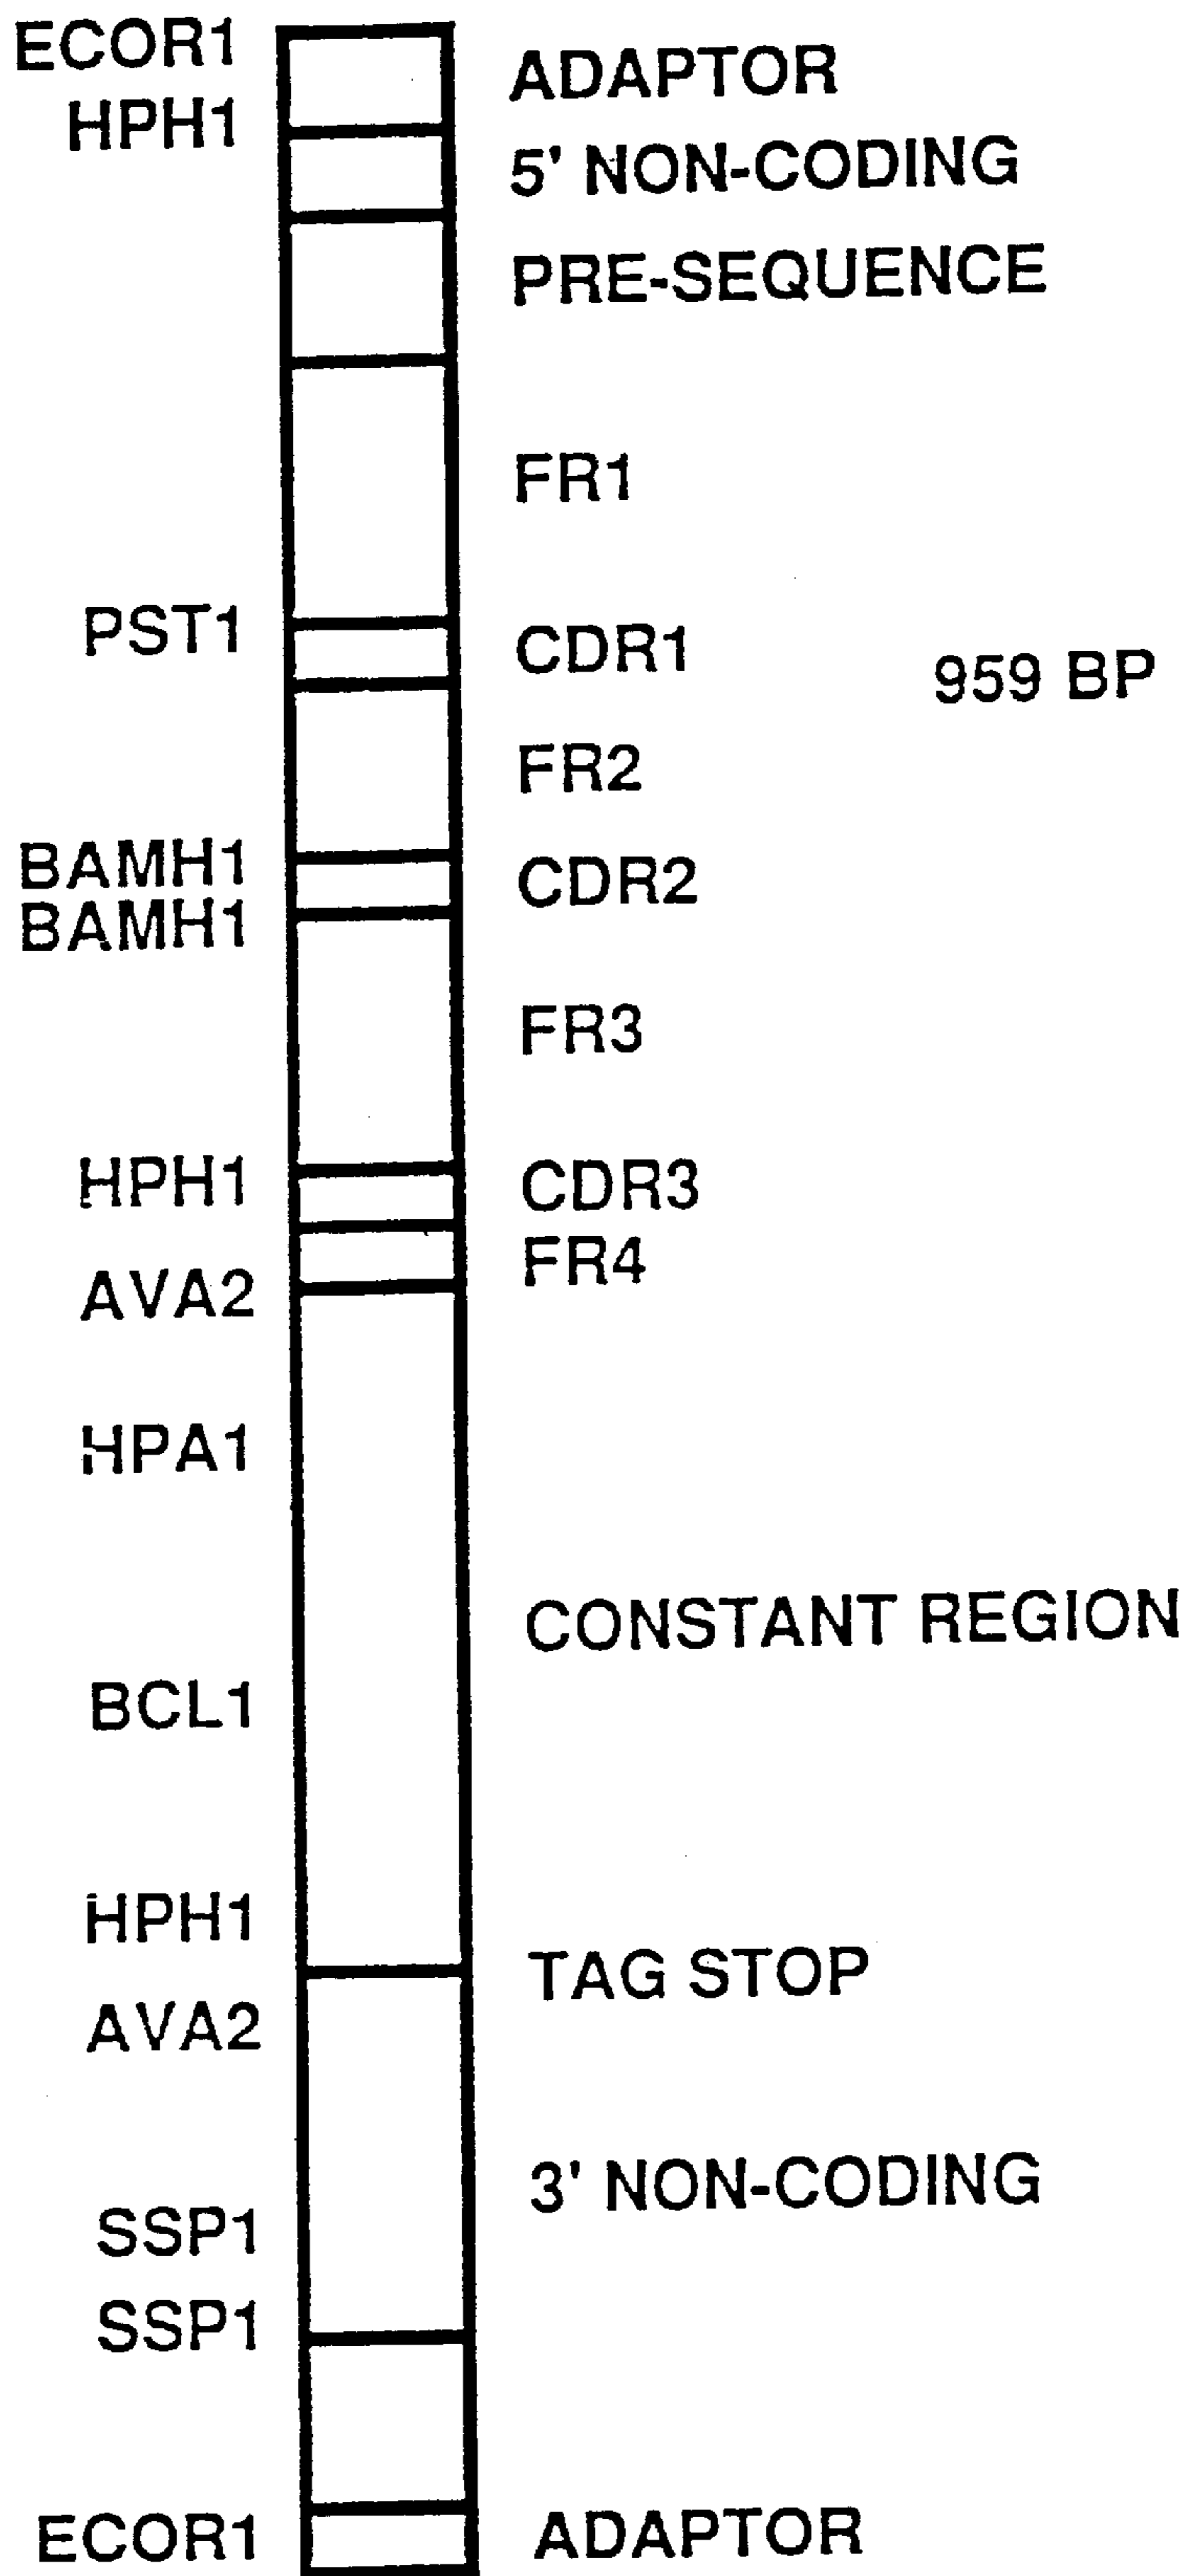 ECOR1
ADAPTOR
HPH1
5' NON-CODING
PRE-SEQUENCE
FR1
PST1
CDR1
959 BP
FR2
BAMH1
CDR2
BAMH1
FR3
HPH1
CDR3
FR4
AVA2
HPA1
CONSTANT REGION
BCL1
HPH1
TAG STOP
AVA2
3' NON-CODING
SSP1
SSP1
ECOR1
ADAPTOR